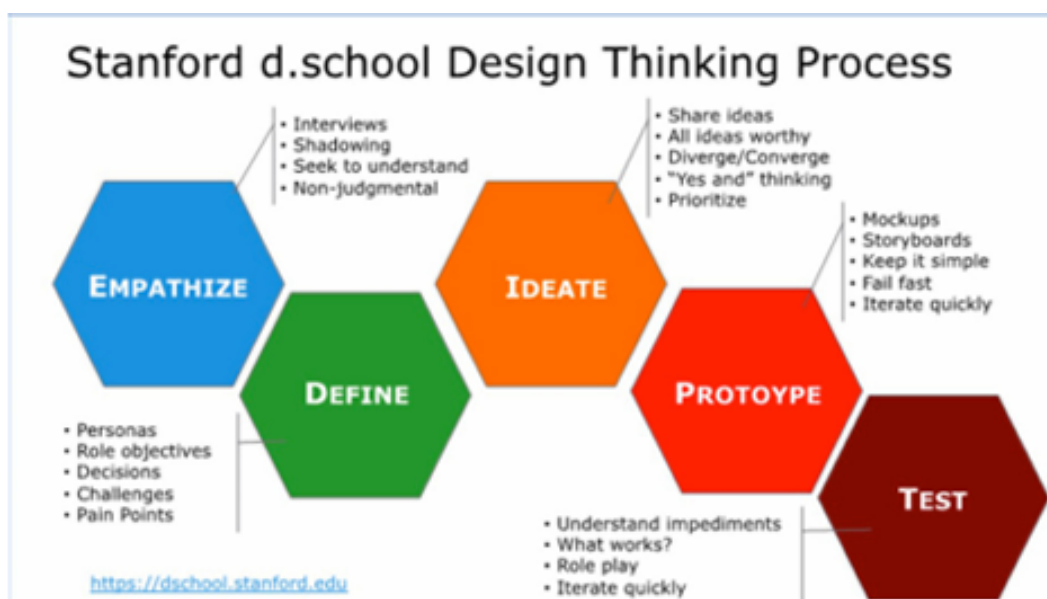 Stanford d.school Design Thinking Process
• Interviews
• Shadowing
• Seek to understand
• Non-judgmental
• Share ideas
• All ideas worthy
• Diverge/Converge
• “Yes and” thinking
• Prioritize
• Mockups
• Storyboards
• Keep it simple
• Fail fast
• Iterate quickly
EMPATHIZE
IDEATE
DEFINE
PROTOYPE
• Personas
• Role objectives
• Decisions
• Challenges
• Pain Points
TEST
• Understand impediments
• What works?
• Role play
• Iterate quickly
https://dschool.stanford.edu